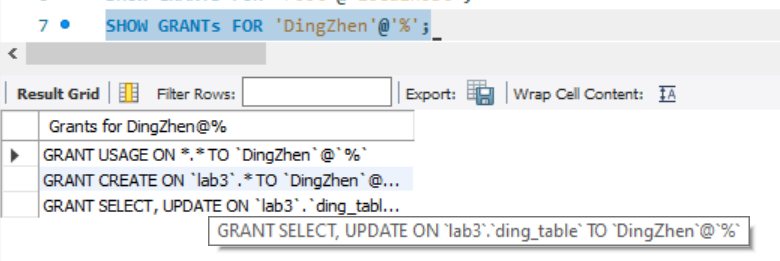 7 SHOW GRANTs FOR 'DingZhen'@'%';
<
Result Grid Filter Rows: Export: Wrap Cell Content: IA
Grants for DingZhen@%
GRANT USAGE ON *.* TO `DingZhen`@`%`
GRANT CREATE ON `lab3`.* TO `DingZhen`@...
GRANT SELECT, UPDATE ON `lab3`.`ding_tabl...
GRANT SELECT, UPDATE ON `lab3`.`ding_table` TO `DingZhen`@`%`